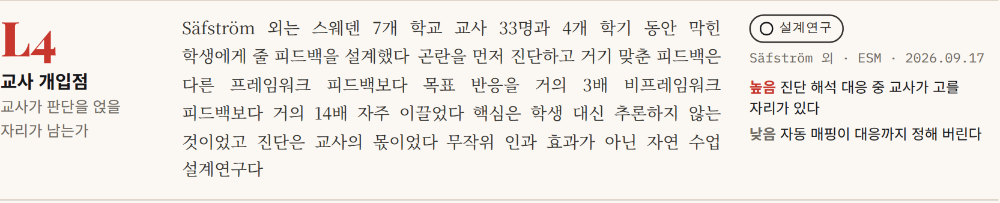 L4
교사 개입점
교사가 판단을 얹을
자리가 남는가
Säfström 외는 스웨덴 7개 학교 교사 33명과 4개 학기 동안 막힌
학생에게 줄 피드백을 설계했다 곤란을 먼저 진단하고 거기 맞춘 피드백은
다른 프레임워크 피드백보다 목표 반응을 거의 3배 비프레임워크
피드백보다 거의 14배 자주 이끌었다 핵심은 학생 대신 추론하지 않는
것이었고 진단은 교사의 몫이었다 무작위 인과 효과가 아닌 자연 수업
설계연구다
설계연구
Säfström 외 · ESM · 2026.09.17
높음 진단 해석 대응 중 교사가 고를
자리가 있다
낮음 자동 매핑이 대응까지 정해 버린다